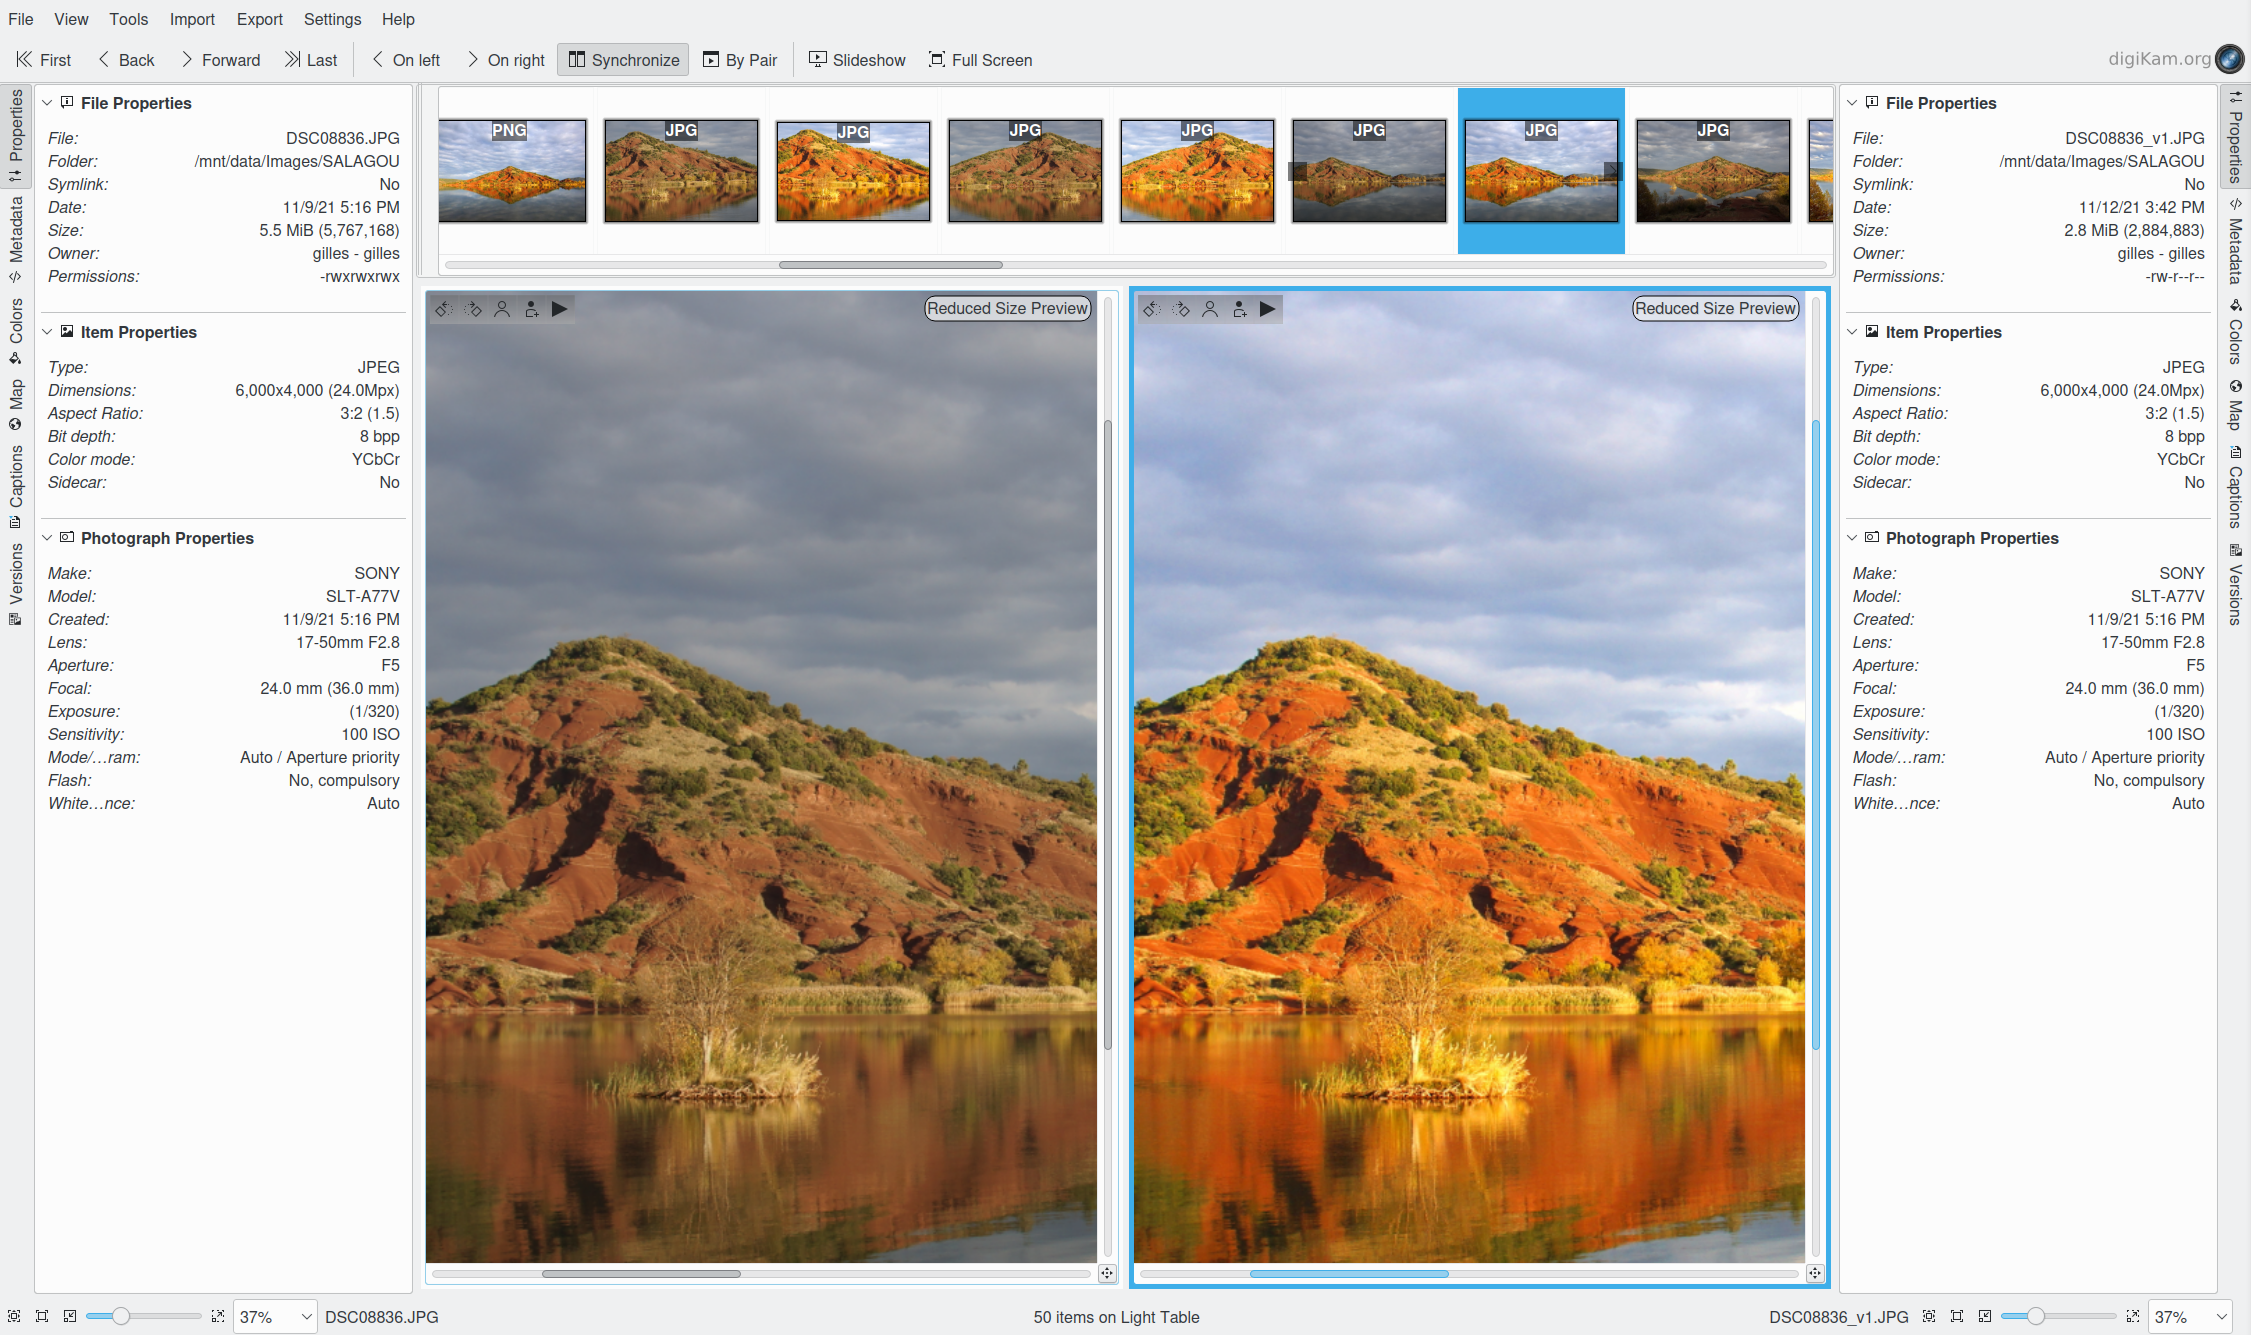 File View Tools Import Export Settings Help
First Back Forward Last On left On right Synchronize By Pair Slideshow Full Screen digiKam.org
Properties
Metadata
Colors
Map
Captions
Versions
File Properties
File: DSC08836.JPG
Folder: /mnt/data/Images/SALAGOU
Symlink: No
Date: 11/9/21 5:16 PM
Size: 5.5 MiB (5,767,168)
Owner: gilles - gilles
Permissions: -rwxrwxrwx
Item Properties
Type: JPEG
Dimensions: 6,000x4,000 (24.0Mpx)
Aspect Ratio: 3:2 (1.5)
Bit depth: 8 bpp
Color mode: YCbCr
Sidecar: No
Photograph Properties
Make: SONY
Model: SLT-A77V
Created: 11/9/21 5:16 PM
Lens: 17-50mm F2.8
Aperture: F5
Focal: 24.0 mm (36.0 mm)
Exposure: (1/320)
Sensitivity: 100 ISO
Mode/…ram: Auto / Aperture priority
Flash: No, compulsory
White…nce: Auto
PNG JPG JPG JPG JPG JPG JPG JPG
Reduced Size Preview
Reduced Size Preview
File Properties
File: DSC08836_v1.JPG
Folder: /mnt/data/Images/SALAGOU
Symlink: No
Date: 11/12/21 3:42 PM
Size: 2.8 MiB (2,884,883)
Owner: gilles - gilles
Permissions: -rw-r--r--
Item Properties
Type: JPEG
Dimensions: 6,000x4,000 (24.0Mpx)
Aspect Ratio: 3:2 (1.5)
Bit depth: 8 bpp
Color mode: YCbCr
Sidecar: No
Photograph Properties
Make: SONY
Model: SLT-A77V
Created: 11/9/21 5:16 PM
Lens: 17-50mm F2.8
Aperture: F5
Focal: 24.0 mm (36.0 mm)
Exposure: (1/320)
Sensitivity: 100 ISO
Mode/…ram: Auto / Aperture priority
Flash: No, compulsory
White…nce: Auto
Properties
Metadata
Colors
Map
Captions
Versions
37% DSC08836.JPG 50 items on Light Table DSC08836_v1.JPG 37%